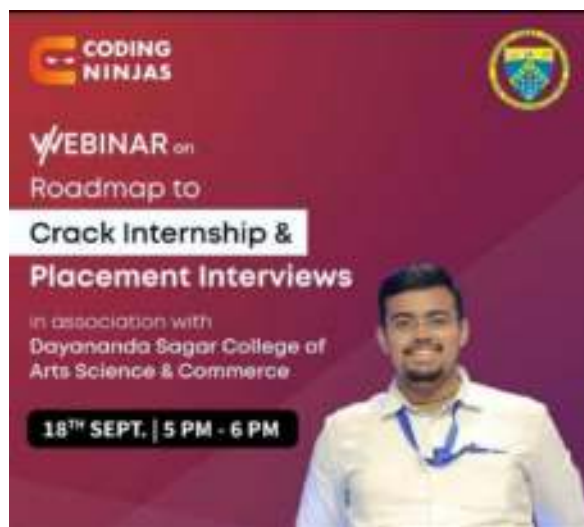 CODING
NINJAS
WEBINAR on
Roadmap to
Crack Internship &
Placement Interviews
in association with
Dayananda Sagar College of
Arts Science & Commerce
18TH SEPT. | 5 PM - 6 PM